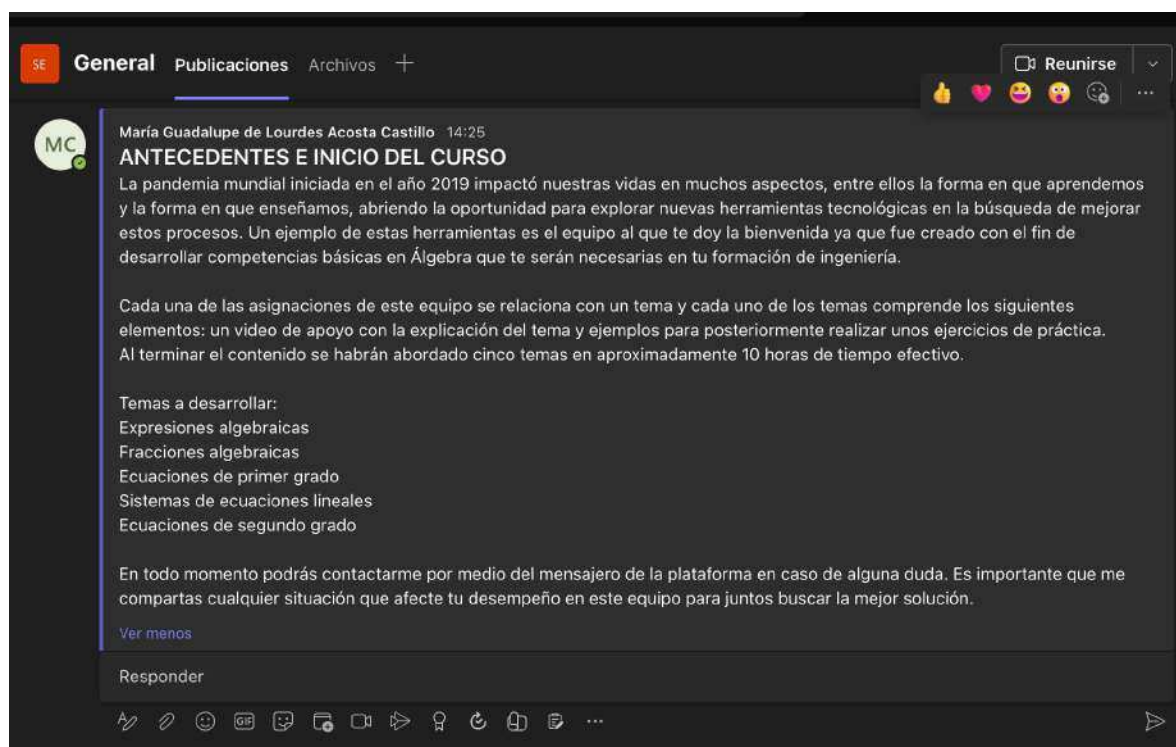 SE General Publicaciones Archivos
Reunirse
MC
María Guadalupe de Lourdes Acosta Castillo 14:25
ANTECEDENTES E INICIO DEL CURSO
La pandemia mundial iniciada en el año 2019 impactó nuestras vidas en muchos aspectos, entre ellos la forma en que aprendemos
y la forma en que enseñamos, abriendo la oportunidad para explorar nuevas herramientas tecnológicas en la búsqueda de mejorar
estos procesos. Un ejemplo de estas herramientas es el equipo al que te doy la bienvenida ya que fue creado con el fin de
desarrollar competencias básicas en Álgebra que te serán necesarias en tu formación de ingeniería.
Cada una de las asignaciones de este equipo se relaciona con un tema y cada uno de los temas comprende los siguientes
elementos: un video de apoyo con la explicación del tema y ejemplos para posteriormente realizar unos ejercicios de práctica.
Al terminar el contenido se habrán abordado cinco temas en aproximadamente 10 horas de tiempo efectivo.
Temas a desarrollar:
Expresiones algebraicas
Fracciones algebraicas
Ecuaciones de primer grado
Sistemas de ecuaciones lineales
Ecuaciones de segundo grado
En todo momento podrás contactarme por medio del mensajero de la plataforma en caso de alguna duda. Es importante que me
compartas cualquier situación que afecte tu desempeño en este equipo para juntos buscar la mejor solución.
Ver menos
Responder
GIF